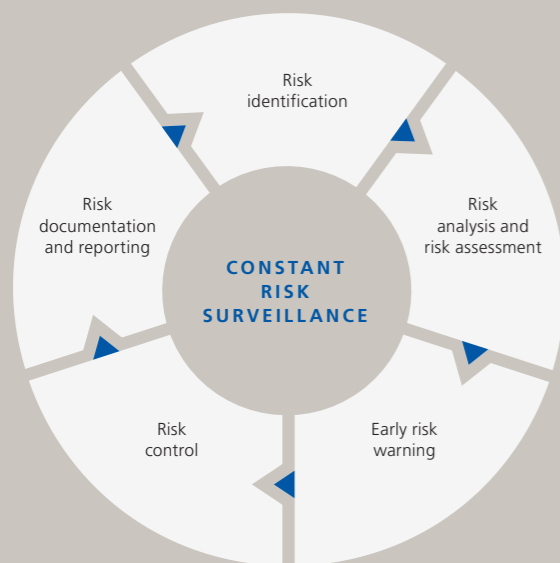 Risk
identification
Risk
analysis and
risk assessment
Early risk
warning
Risk
control
Risk
documentation
and reporting
CONSTANT
RISK
SURVEILLANCE